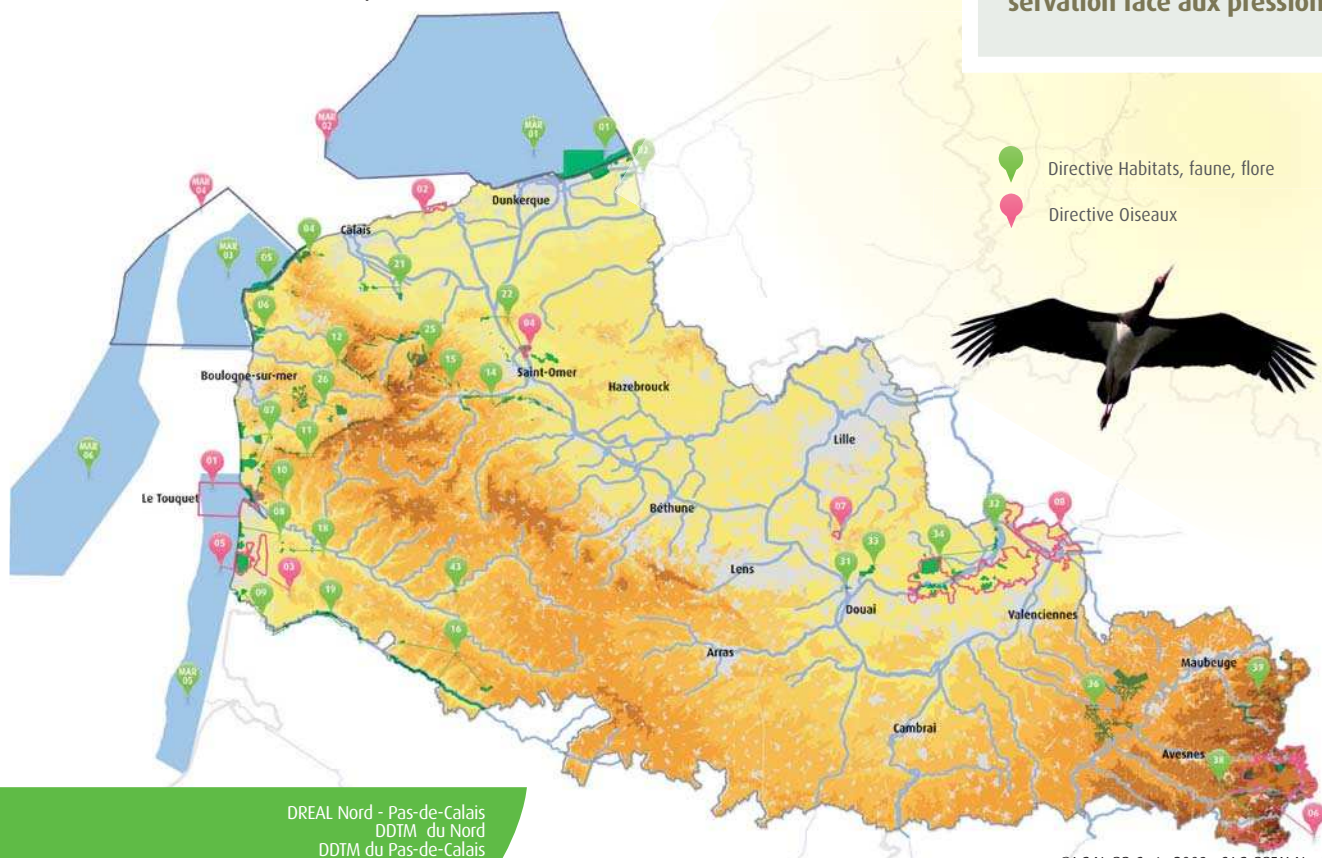 servation face aux pression
Directive Habitats, faune, flore
Directive Oiseaux
MAR 02
MAR 01
01
02
MAR 04
02
Dunkerque
04
Calais
MAR 03
05
21
06
22
04
12
25
15
14
Saint-Omer
Boulogne-sur-mer
26
Hazebrouck
07
11
Lille
MAR 06
01
10
Le Touquet
08
18
Béthune
07
32
08
05
03
33
34
43
Lens
31
09
19
Douai
Valenciennes
16
Arras
Maubeuge
39
MAR 05
36
Cambrai
Avesnes
38
06
DREAL Nord - Pas-de-Calais
DDTM du Nord
DDTM du Pas-de-Calais